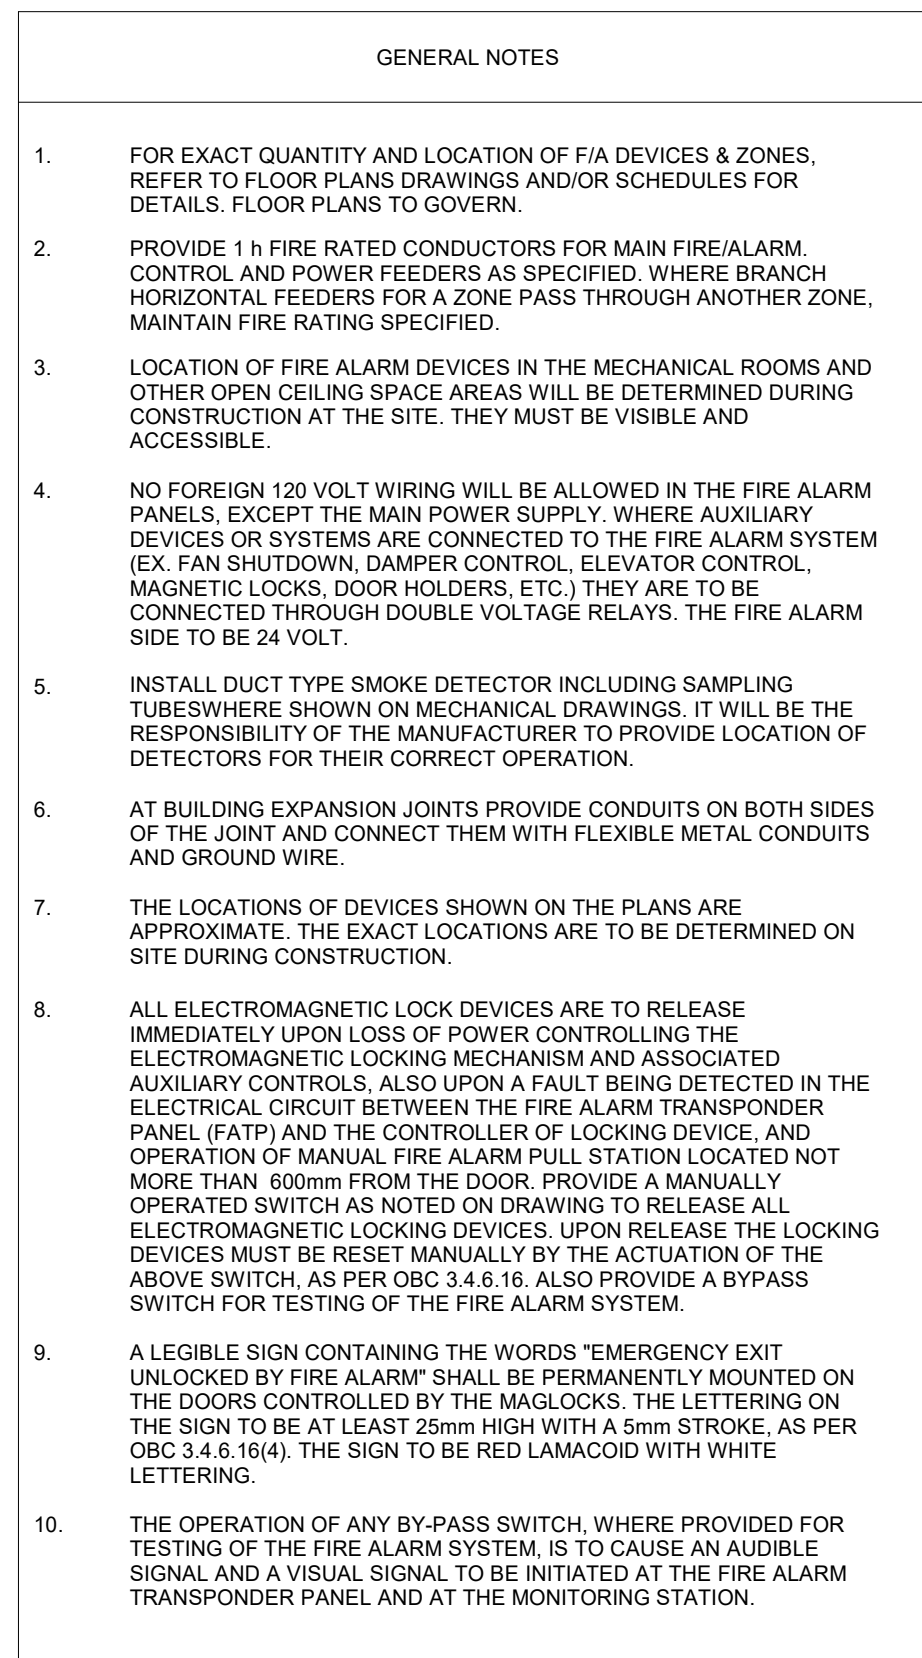 GENERAL NOTES
1. FOR EXACT QUANTITY AND LOCATION OF F/A DEVICES & ZONES,
REFER TO FLOOR PLANS DRAWINGS AND/OR SCHEDULES FOR
DETAILS. FLOOR PLANS TO GOVERN.
2. PROVIDE 1 h FIRE RATED CONDUCTORS FOR MAIN FIRE/ALARM.
CONTROL AND POWER FEEDERS AS SPECIFIED. WHERE BRANCH
HORIZONTAL FEEDERS FOR A ZONE PASS THROUGH ANOTHER ZONE,
MAINTAIN FIRE RATING SPECIFIED.
3. LOCATION OF FIRE ALARM DEVICES IN THE MECHANICAL ROOMS AND
OTHER OPEN CEILING SPACE AREAS WILL BE DETERMINED DURING
CONSTRUCTION AT THE SITE. THEY MUST BE VISIBLE AND
ACCESSIBLE.
4. NO FOREIGN 120 VOLT WIRING WILL BE ALLOWED IN THE FIRE ALARM
PANELS, EXCEPT THE MAIN POWER SUPPLY. WHERE AUXILIARY
DEVICES OR SYSTEMS ARE CONNECTED TO THE FIRE ALARM SYSTEM
(EX. FAN SHUTDOWN, DAMPER CONTROL, ELEVATOR CONTROL,
MAGNETIC LOCKS, DOOR HOLDERS, ETC.) THEY ARE TO BE
CONNECTED THROUGH DOUBLE VOLTAGE RELAYS. THE FIRE ALARM
SIDE TO BE 24 VOLT.
5. INSTALL DUCT TYPE SMOKE DETECTOR INCLUDING SAMPLING
TUBESWHERE SHOWN ON MECHANICAL DRAWINGS. IT WILL BE THE
RESPONSIBILITY OF THE MANUFACTURER TO PROVIDE LOCATION OF
DETECTORS FOR THEIR CORRECT OPERATION.
6. AT BUILDING EXPANSION JOINTS PROVIDE CONDUITS ON BOTH SIDES
OF THE JOINT AND CONNECT THEM WITH FLEXIBLE METAL CONDUITS
AND GROUND WIRE.
7. THE LOCATIONS OF DEVICES SHOWN ON THE PLANS ARE
APPROXIMATE. THE EXACT LOCATIONS ARE TO BE DETERMINED ON
SITE DURING CONSTRUCTION.
8. ALL ELECTROMAGNETIC LOCK DEVICES ARE TO RELEASE
IMMEDIATELY UPON LOSS OF POWER CONTROLLING THE
ELECTROMAGNETIC LOCKING MECHANISM AND ASSOCIATED
AUXILIARY CONTROLS, ALSO UPON A FAULT BEING DETECTED IN THE
ELECTRICAL CIRCUIT BETWEEN THE FIRE ALARM TRANSPONDER
PANEL (FATP) AND THE CONTROLLER OF LOCKING DEVICE, AND
OPERATION OF MANUAL FIRE ALARM PULL STATION LOCATED NOT
MORE THAN 600mm FROM THE DOOR. PROVIDE A MANUALLY
OPERATED SWITCH AS NOTED ON DRAWING TO RELEASE ALL
ELECTROMAGNETIC LOCKING DEVICES. UPON RELEASE THE LOCKING
DEVICES MUST BE RESET MANUALLY BY THE ACTUATION OF THE
ABOVE SWITCH, AS PER OBC 3.4.6.16. ALSO PROVIDE A BYPASS
SWITCH FOR TESTING OF THE FIRE ALARM SYSTEM.
9. A LEGIBLE SIGN CONTAINING THE WORDS "EMERGENCY EXIT
UNLOCKED BY FIRE ALARM" SHALL BE PERMANENTLY MOUNTED ON
THE DOORS CONTROLLED BY THE MAGLOCKS. THE LETTERING ON
THE SIGN TO BE AT LEAST 25mm HIGH WITH A 5mm STROKE, AS PER
OBC 3.4.6.16(4). THE SIGN TO BE RED LAMACOID WITH WHITE
LETTERING.
10. THE OPERATION OF ANY BY-PASS SWITCH, WHERE PROVIDED FOR
TESTING OF THE FIRE ALARM SYSTEM, IS TO CAUSE AN AUDIBLE
SIGNAL AND A VISUAL SIGNAL TO BE INITIATED AT THE FIRE ALARM
TRANSPONDER PANEL AND AT THE MONITORING STATION.